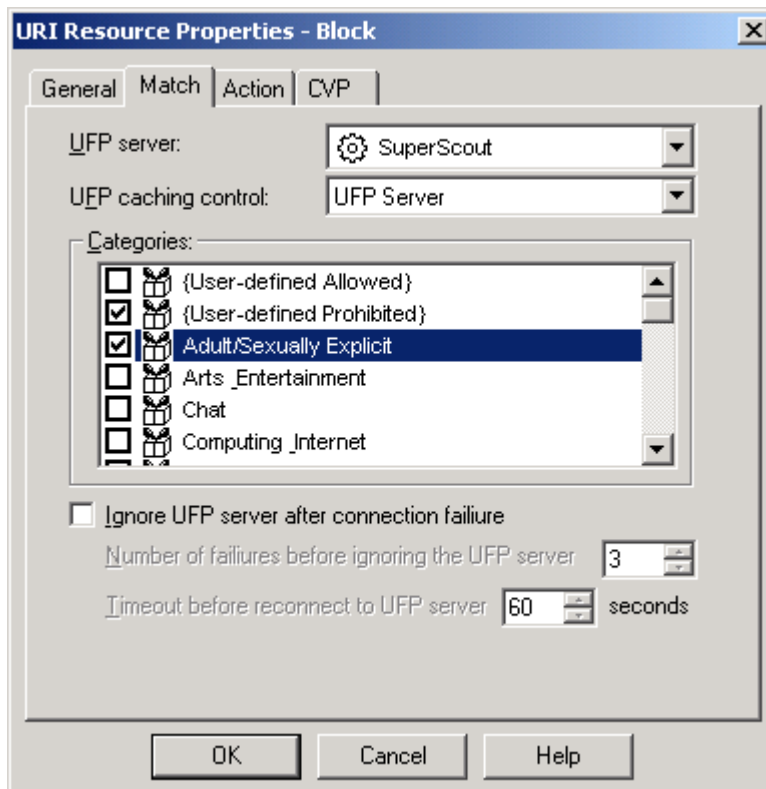 URI Resource Properties - Block
General Match Action CVP
UFP server: SuperScout
UFP caching control: UFP Server
Categories:
{User-defined Allowed}
{User-defined Prohibited}
Adult/Sexually Explicit
Arts _Entertainment
Chat
Computing _Internet
Ignore UFP server after connection failiure
Number of failiures before ignoring the UFP server 3
Timeout before reconnect to UFP server 60 seconds
OK Cancel Help